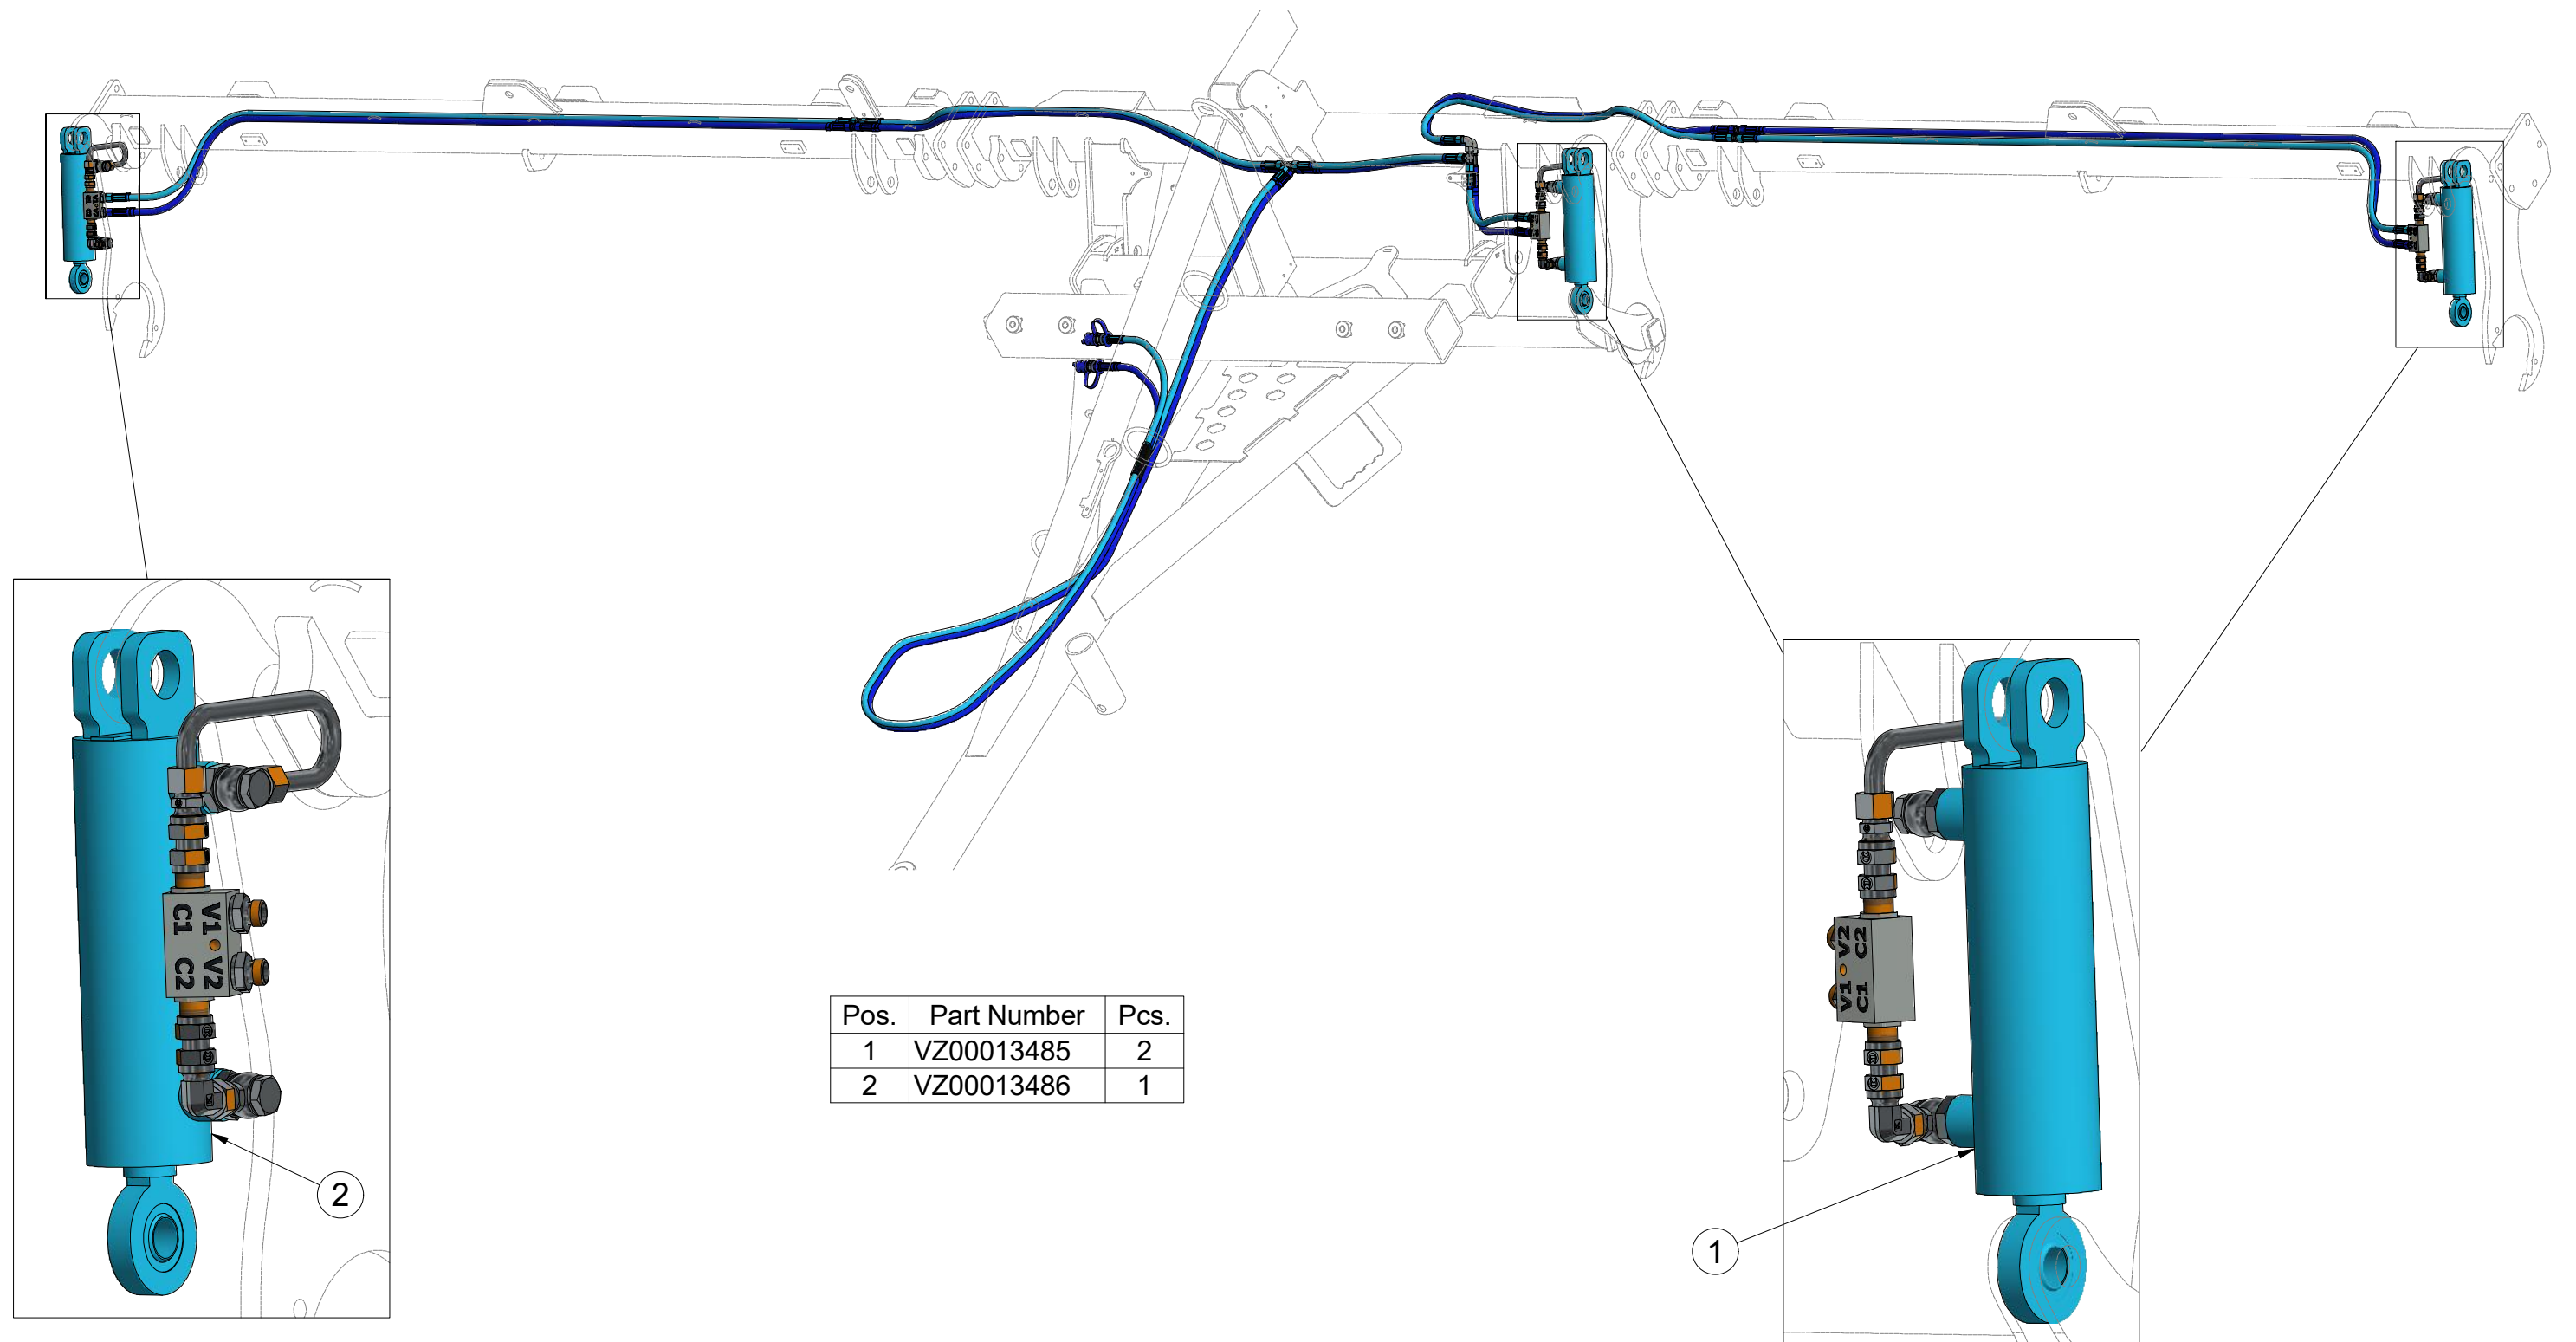 V1 V2
C1 C2
2
Pos. Part Number Pcs.
1 VZ00013485 2
2 VZ00013486 1
V1 V2
C1 C2
1